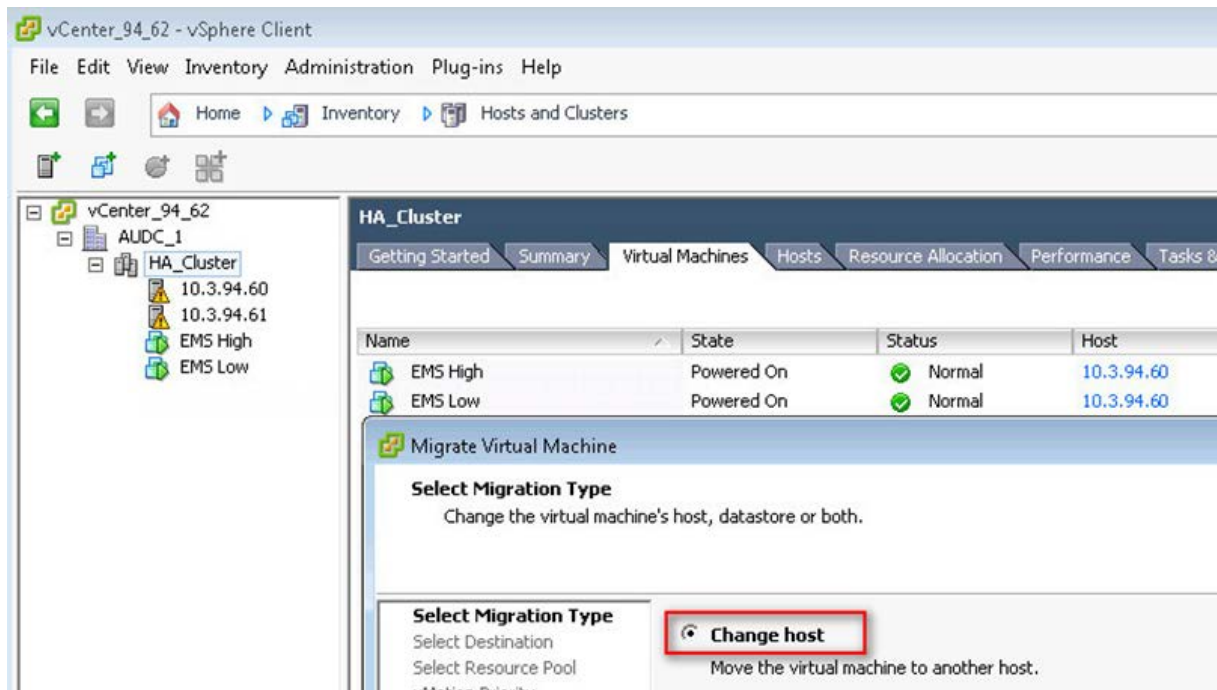 vCenter_94_62 - vSphere Client
File Edit View Inventory Administration Plug-ins Help
Home Inventory Hosts and Clusters
vCenter_94_62
AUDC_1
HA_Cluster
10.3.94.60
10.3.94.61
EMS High
EMS Low
HA_Cluster
Getting Started Summary Virtual Machines Hosts Resource Allocation Performance Tasks &
Name State Status Host
EMS High Powered On Normal 10.3.94.60
EMS Low Powered On Normal 10.3.94.60
Migrate Virtual Machine
Select Migration Type
Change the virtual machine's host, datastore or both.
Select Migration Type
Select Destination
Select Resource Pool
Change host
Move the virtual machine to another host.